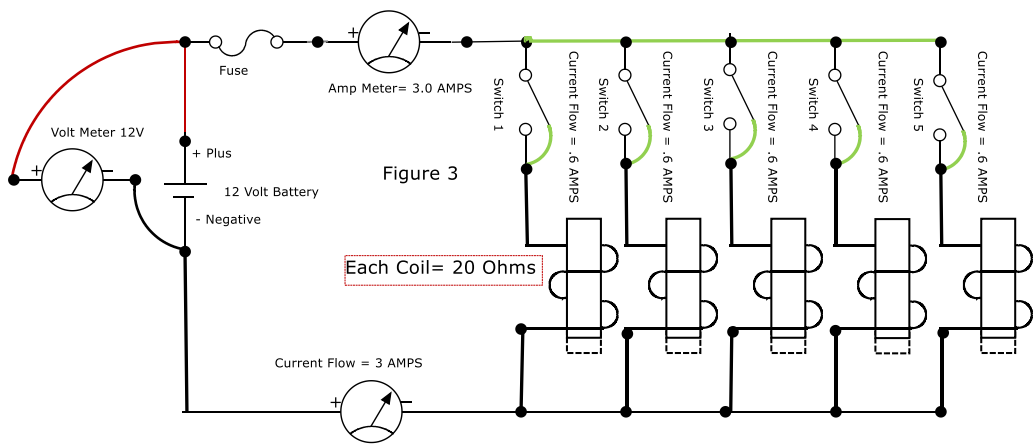 Fuse
Amp Meter= 3.0 AMPS
Volt Meter 12V
+
-
+
-
+ Plus
12 Volt Battery
- Negative
Figure 3
Each Coil= 20 Ohms
Switch 1
Current Flow = .6 AMPS
Switch 2
Current Flow = .6 AMPS
Switch 3
Current Flow = .6 AMPS
Switch 4
Current Flow = .6 AMPS
Switch 5
Current Flow = .6 AMPS
Current Flow = 3 AMPS
+
-